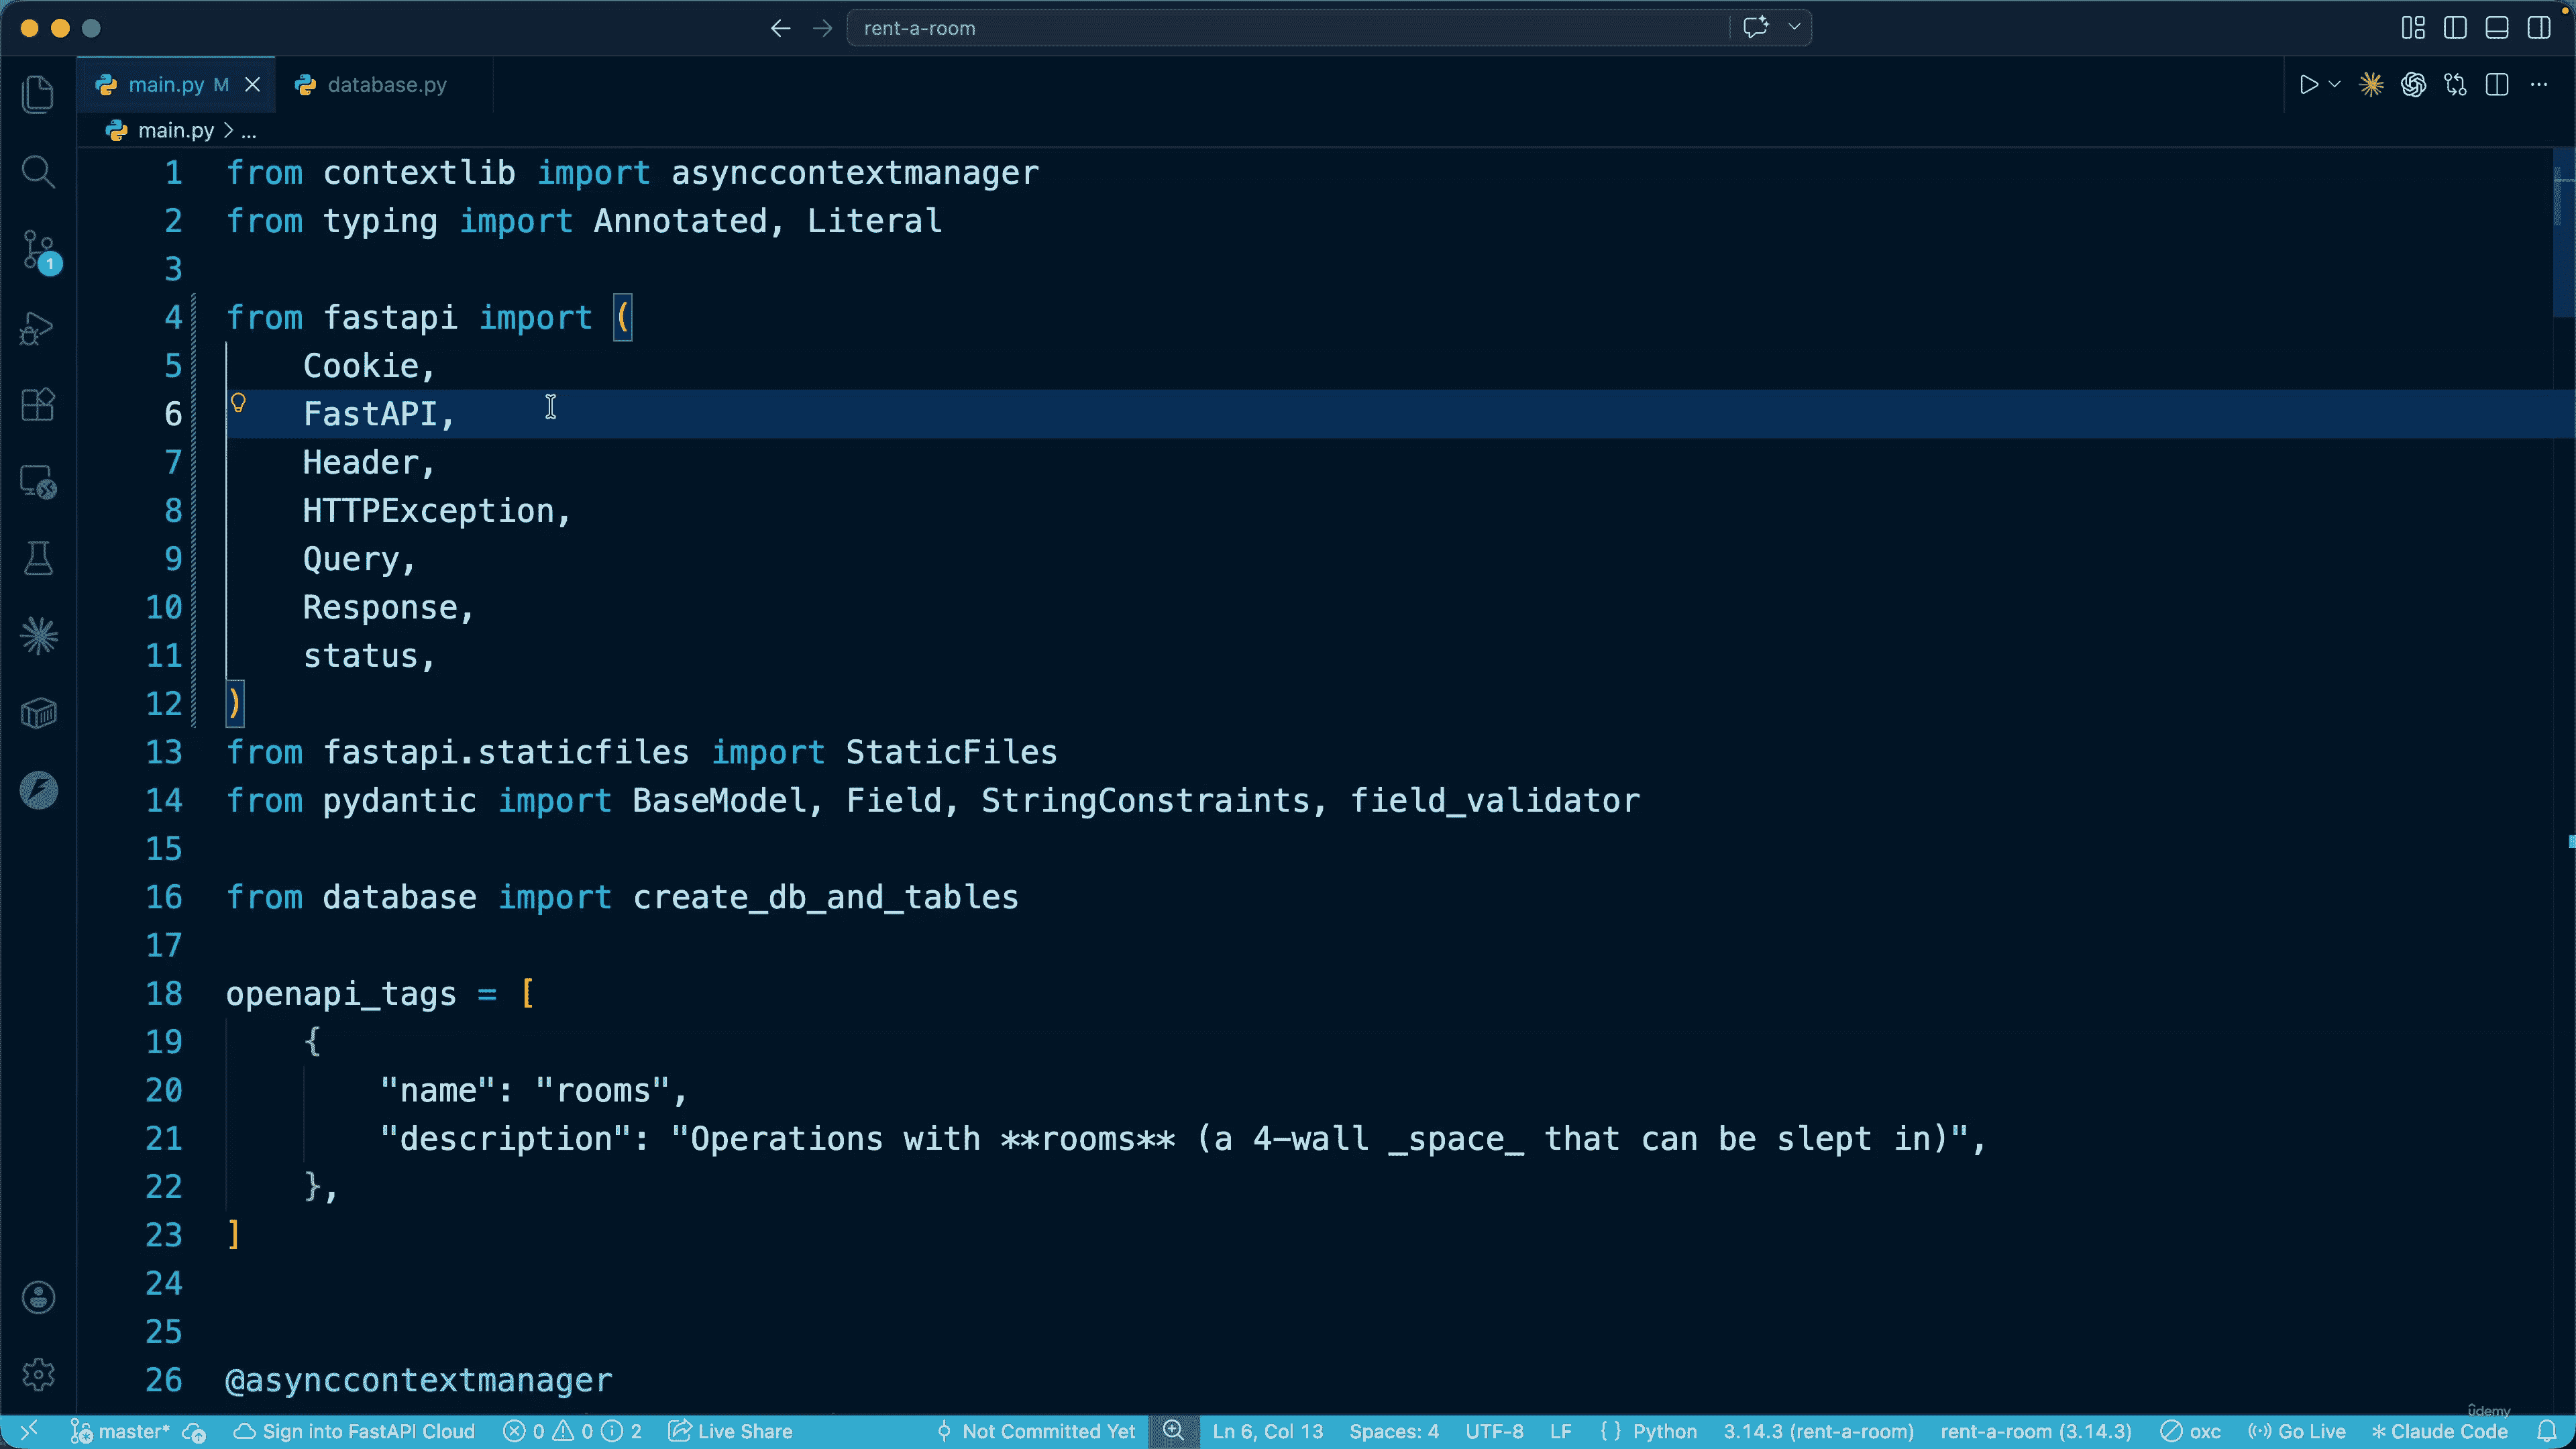 rent-a-room
main.py M
database.py
main.py > ...
1 from contextlib import asynccontextmanager
2 from typing import Annotated, Literal
3
4 from fastapi import (
5 Cookie,
6 FastAPI,
7 Header,
8 HTTPException,
9 Query,
10 Response,
11 status,
12 )
13 from fastapi.staticfiles import StaticFiles
14 from pydantic import BaseModel, Field, StringConstraints, field_validator
15
16 from database import create_db_and_tables
17
18 openapi_tags = [
19 {
20 "name": "rooms",
21 "description": "Operations with **rooms** (a 4-wall _space_ that can be slept in)",
22 },
23 ]
24
25
26 @asynccontextmanager
1
udemy
master* Sign into FastAPI Cloud 0 0 2 Live Share Not Committed Yet Ln 6, Col 13 Spaces: 4 UTF-8 LF { } Python 3.14.3 (rent-a-room) rent-a-room (3.14.3) oxc Go Live Claude Code